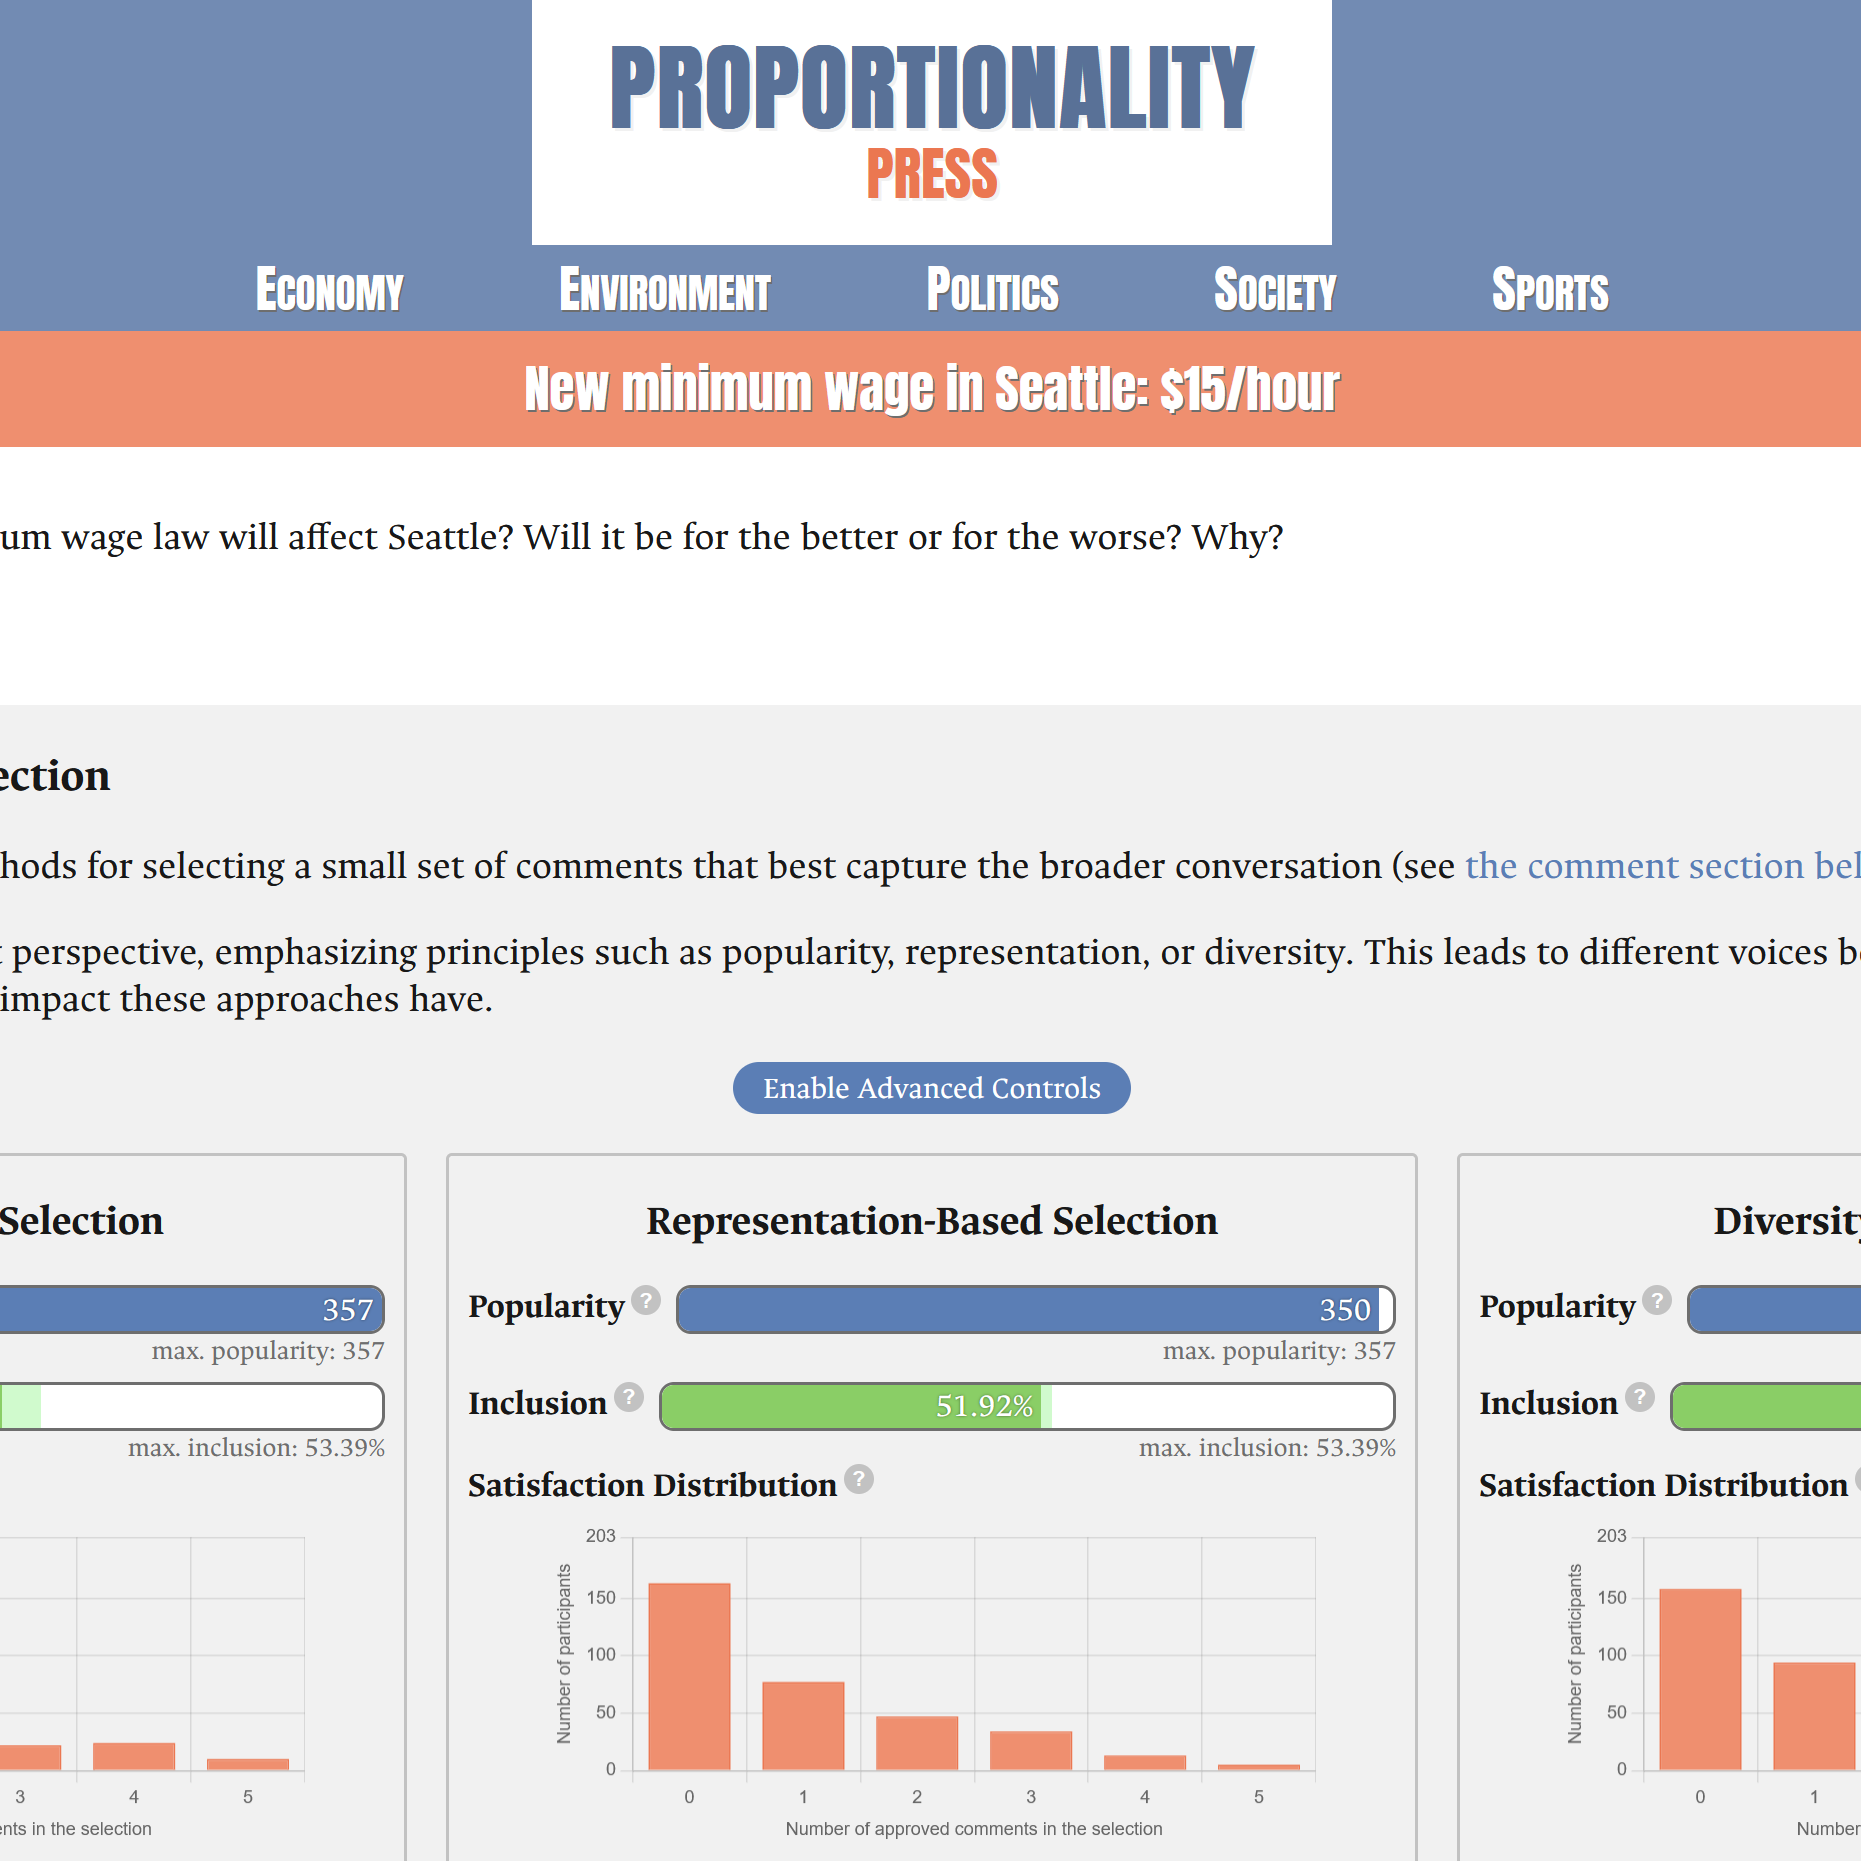 PROPORTIONALITY
PRESS
ECONOMY ENVIRONMENT POLITICS SOCIETY SPORTS
New minimum wage in Seattle: $15/hour
um wage law will affect Seattle? Will it be for the better or for the worse? Why?
ection
hods for selecting a small set of comments that best capture the broader conversation (see the comment section bel
t perspective, emphasizing principles such as popularity, representation, or diversity. This leads to different voices b
impact these approaches have.
Enable Advanced Controls
Selection
357
max. popularity: 357
max. inclusion: 53.39%
3 4 5
nts in the selection
Representation-Based Selection
Popularity ?
350
max. popularity: 357
Inclusion ?
51.92%
max. inclusion: 53.39%
Satisfaction Distribution ?
203
150
100
50
0
Number of participants
0 1 2 3 4 5
Number of approved comments in the selection
Diversity
Popularity ?
Inclusion ?
Satisfaction Distribution
203
150
100
50
0
Number of participants
0 1
Number